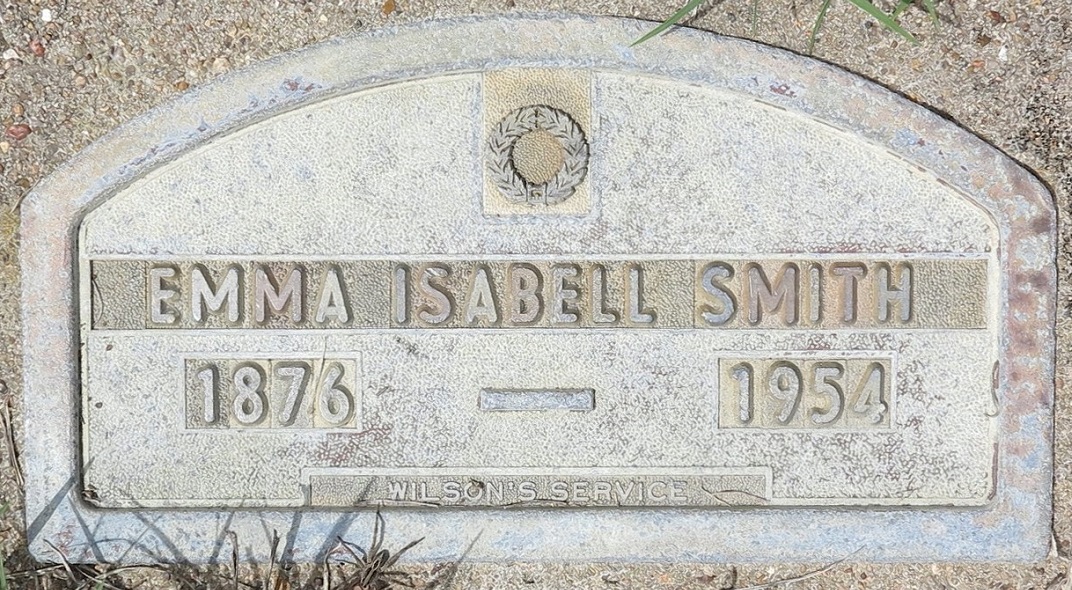 EMMA ISABELL SMITH
1876 — 1954
WILSON'S SERVICE